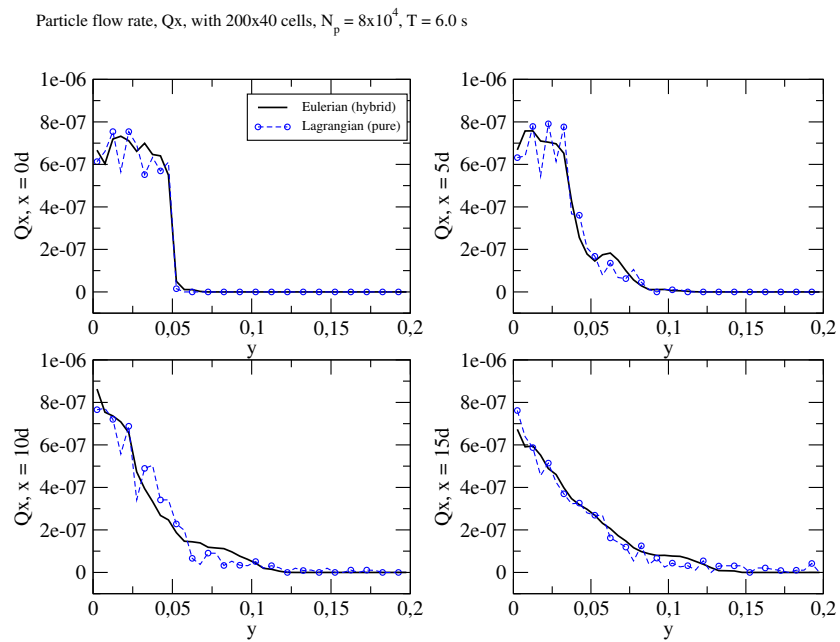 Particle flow rate, Qx, with 200x40 cells, N_p = 8x10^4, T = 6.0 s
1e-06
8e-07
6e-07
4e-07
2e-07
0
Qx, x = 0d
Eulerian (hybrid)
Lagrangian (pure)
0 0,05 0,1 0,15 0,2
y
1e-06
8e-07
6e-07
4e-07
2e-07
0
Qx, x = 5d
0 0,05 0,1 0,15 0,2
y
1e-06
8e-07
6e-07
4e-07
2e-07
0
Qx, x = 10d
0 0,05 0,1 0,15 0,2
y
1e-06
8e-07
6e-07
4e-07
2e-07
0
Qx, x = 15d
0 0,05 0,1 0,15 0,2
y